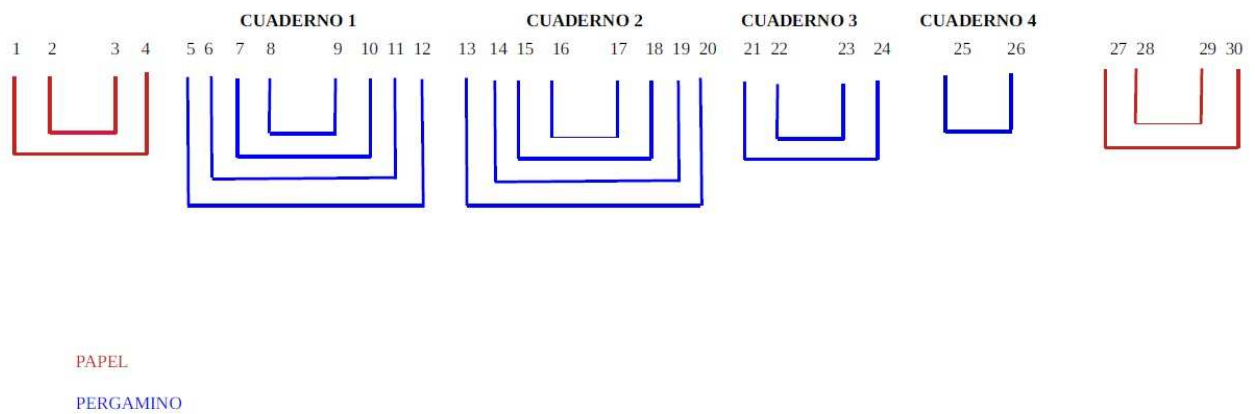 CUADERNO 1 CUADERNO 2 CUADERNO 3 CUADERNO 4
1 2 3 4 5 6 7 8 9 10 11 12 13 14 15 16 17 18 19 20 21 22 23 24 25 26 27 28 29 30
PAPEL
PERGAMINO